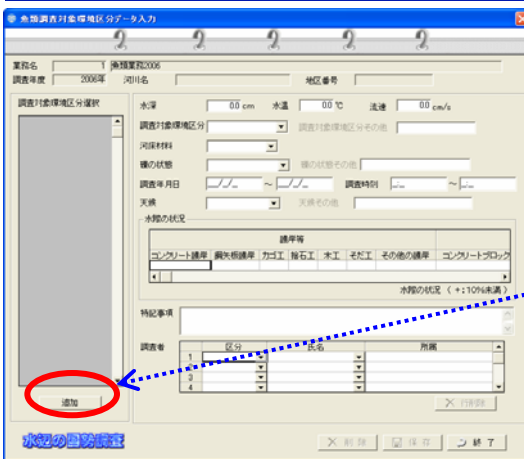 魚類調査対象環境区分データ入力
業務名 1 魚類業務2006
調査年度 2006年 河川名 地区番号
調査対象環境区分選択
水深 0.0 cm 水温 0.0 ℃ 流速 0.0 cm/s
調査対象環境区分 調査対象環境区分その他
河床材料
礫の状態 礫の状態その他
調査年月日 _/_/_ ~ _/_/_ 調査時刻 _:_ ~ _:_
天候 天候その他
水際の状況
護岸等
コンクリート護岸 鋼矢板護岸 カゴ工 捨石工 木工 そだ工 その他の護岸 コンクリートブロック
水際の状況 ( +:10%未満 )
特記事項
調査者 区分 氏名 所属
1
2
3
4
追加 行削除
水辺の国勢調査 削除 保存 終了